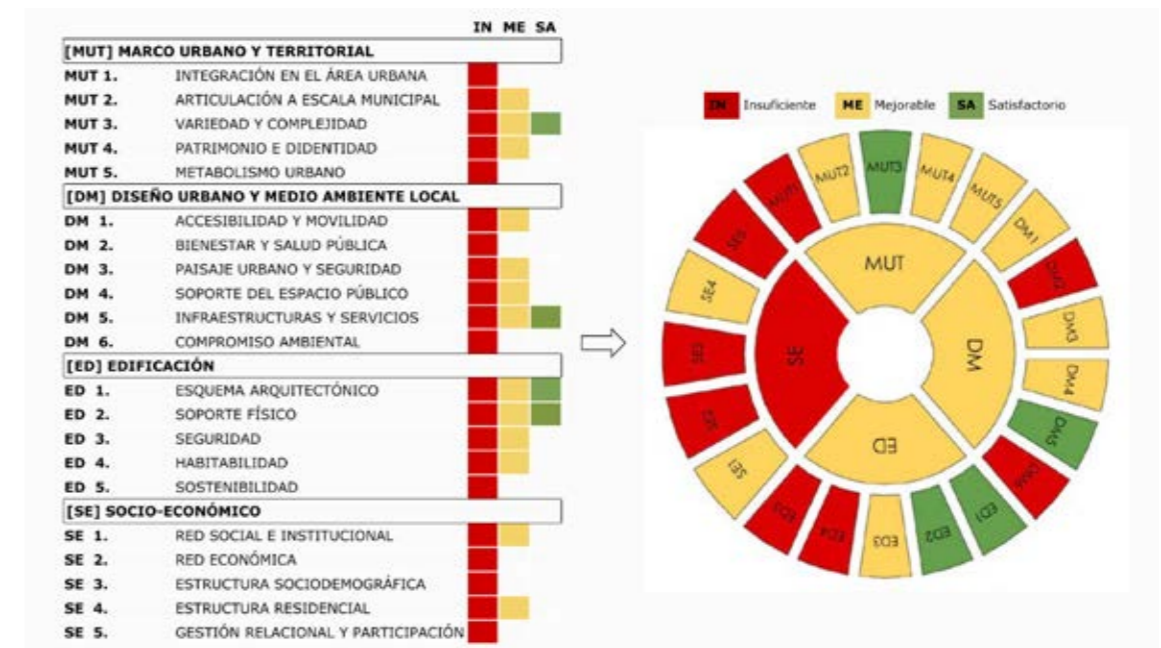 IN ME SA
[MUT] MARCO URBANO Y TERRITORIAL
MUT 1. INTEGRACIÓN EN EL ÁREA URBANA
MUT 2. ARTICULACIÓN A ESCALA MUNICIPAL
MUT 3. VARIEDAD Y COMPLEJIDAD
MUT 4. PATRIMONIO E DIDENTIDAD
MUT 5. METABOLISMO URBANO
[DM] DISEÑO URBANO Y MEDIO AMBIENTE LOCAL
DM 1. ACCESIBILIDAD Y MOVILIDAD
DM 2. BIENESTAR Y SALUD PÚBLICA
DM 3. PAISAJE URBANO Y SEGURIDAD
DM 4. SOPORTE DEL ESPACIO PÚBLICO
DM 5. INFRAESTRUCTURAS Y SERVICIOS
DM 6. COMPROMISO AMBIENTAL
[ED] EDIFICACIÓN
ED 1. ESQUEMA ARQUITECTÓNICO
ED 2. SOPORTE FÍSICO
ED 3. SEGURIDAD
ED 4. HABITABILIDAD
ED 5. SOSTENIBILIDAD
[SE] SOCIO-ECONÓMICO
SE 1. RED SOCIAL E INSTITUCIONAL
SE 2. RED ECONÓMICA
SE 3. ESTRUCTURA SOCIODEMOGRÁFICA
SE 4. ESTRUCTURA RESIDENCIAL
SE 5. GESTIÓN RELACIONAL Y PARTICIPACIÓN
IN Insuficiente ME Mejorable SA Satisfactorio
MUT1
MUT2
MUT3
MUT4
MUT5
DM1
DM2
DM3
DM4
DM5
DM6
ED1
ED2
ED3
ED4
SE1
SE2
SE4
SE5
MUT
DM
ED
SE